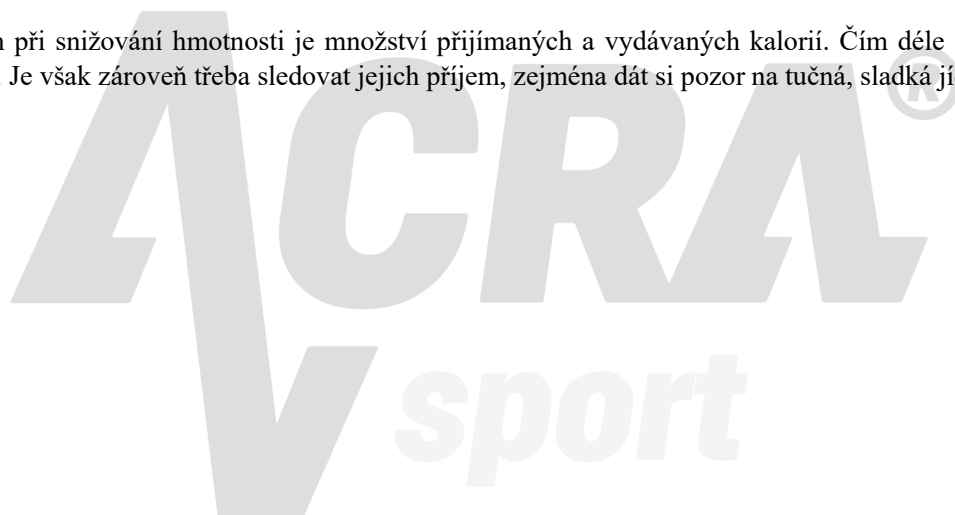 při snižování hmotnosti je množství přijímaných a vydávaných kalorií. Čím déle
Je však zároveň třeba sledovat jejich příjem, zejména dát si pozor na tučná, sladká
ACRA®
sport